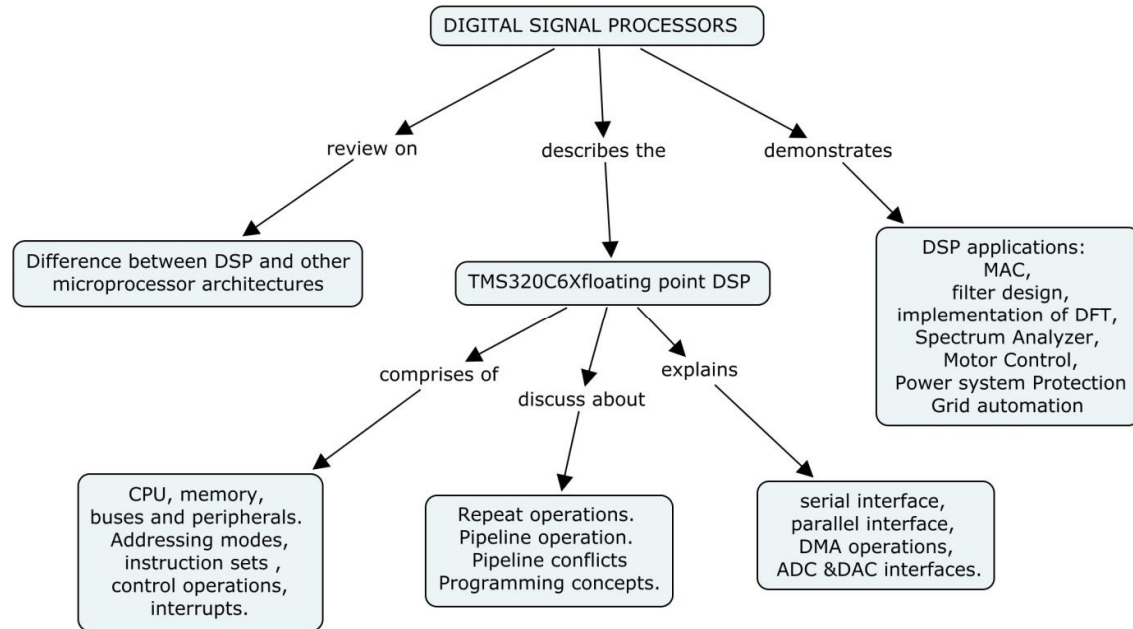 DIGITAL SIGNAL PROCESSORS
review on
describes the
demonstrates
Difference between DSP and other
microprocessor architectures
TMS320C6Xfloating point DSP
DSP applications:
MAC,
filter design,
implementation of DFT,
Spectrum Analyzer,
Motor Control,
Power system Protection
Grid automation
comprises of
discuss about
explains
CPU, memory,
buses and peripherals.
Addressing modes,
instruction sets ,
control operations,
interrupts.
Repeat operations.
Pipeline operation.
Pipeline conflicts
Programming concepts.
serial interface,
parallel interface,
DMA operations,
ADC &DAC interfaces.